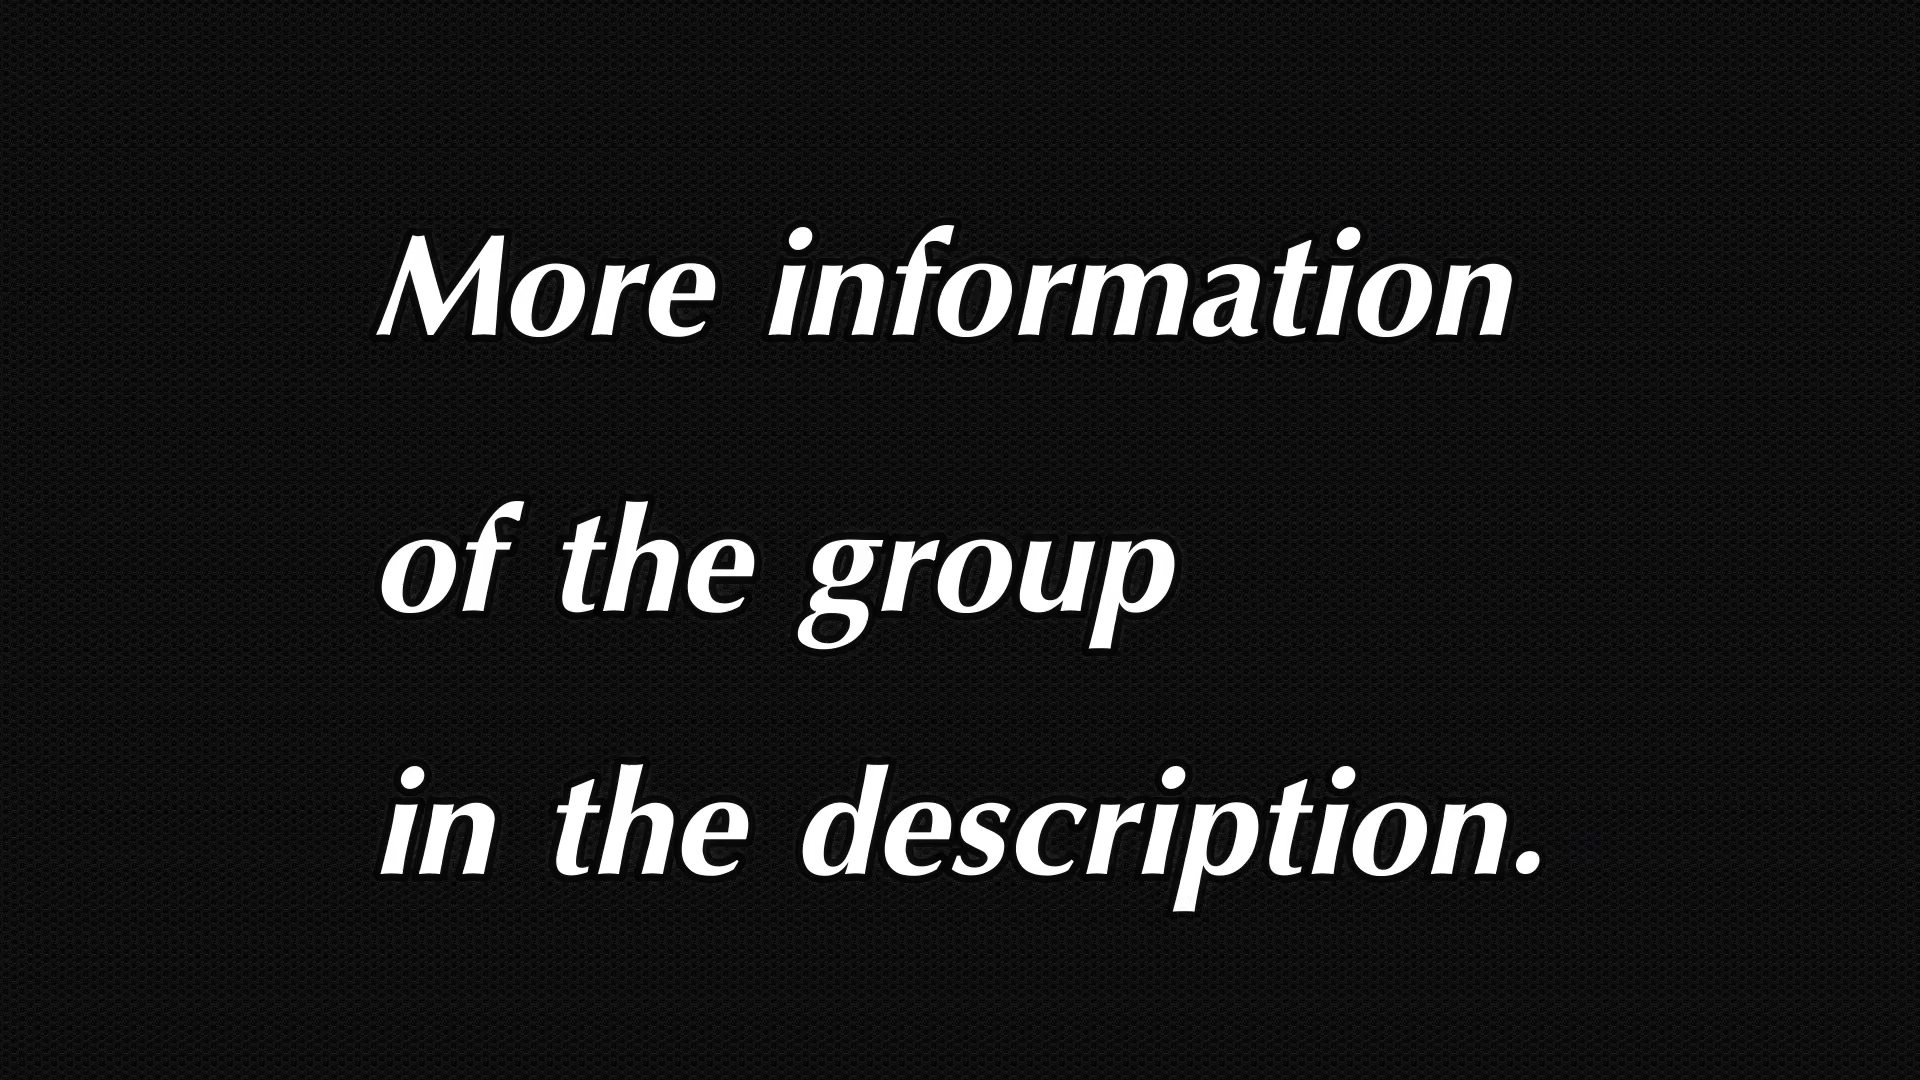 More information
of the group
in the description.